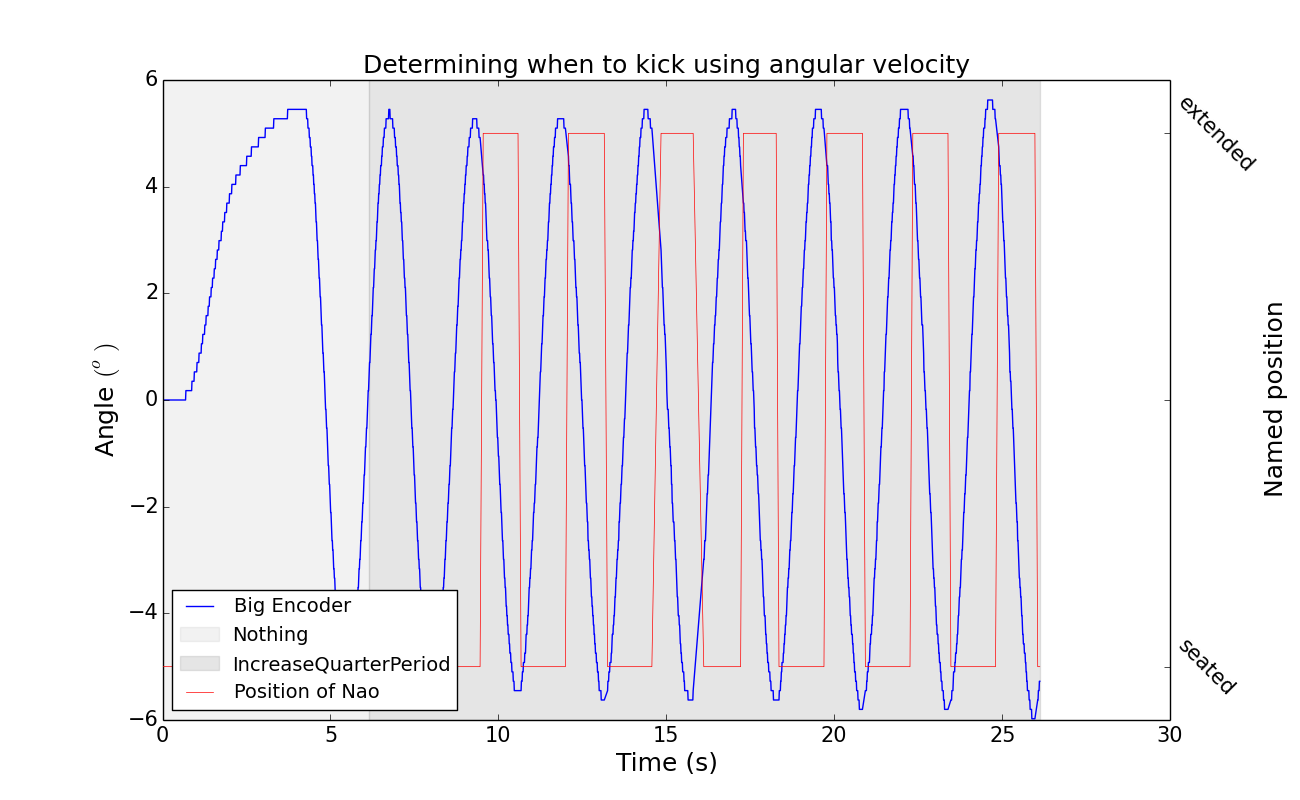 Determining when to kick using angular velocity
6
4
2
0
−2
−4
−6
Angle (º)
0
5
10
15
20
25
30
Time (s)
extended
seated
Named position
Big Encoder
Nothing
IncreaseQuarterPeriod
Position of Nao